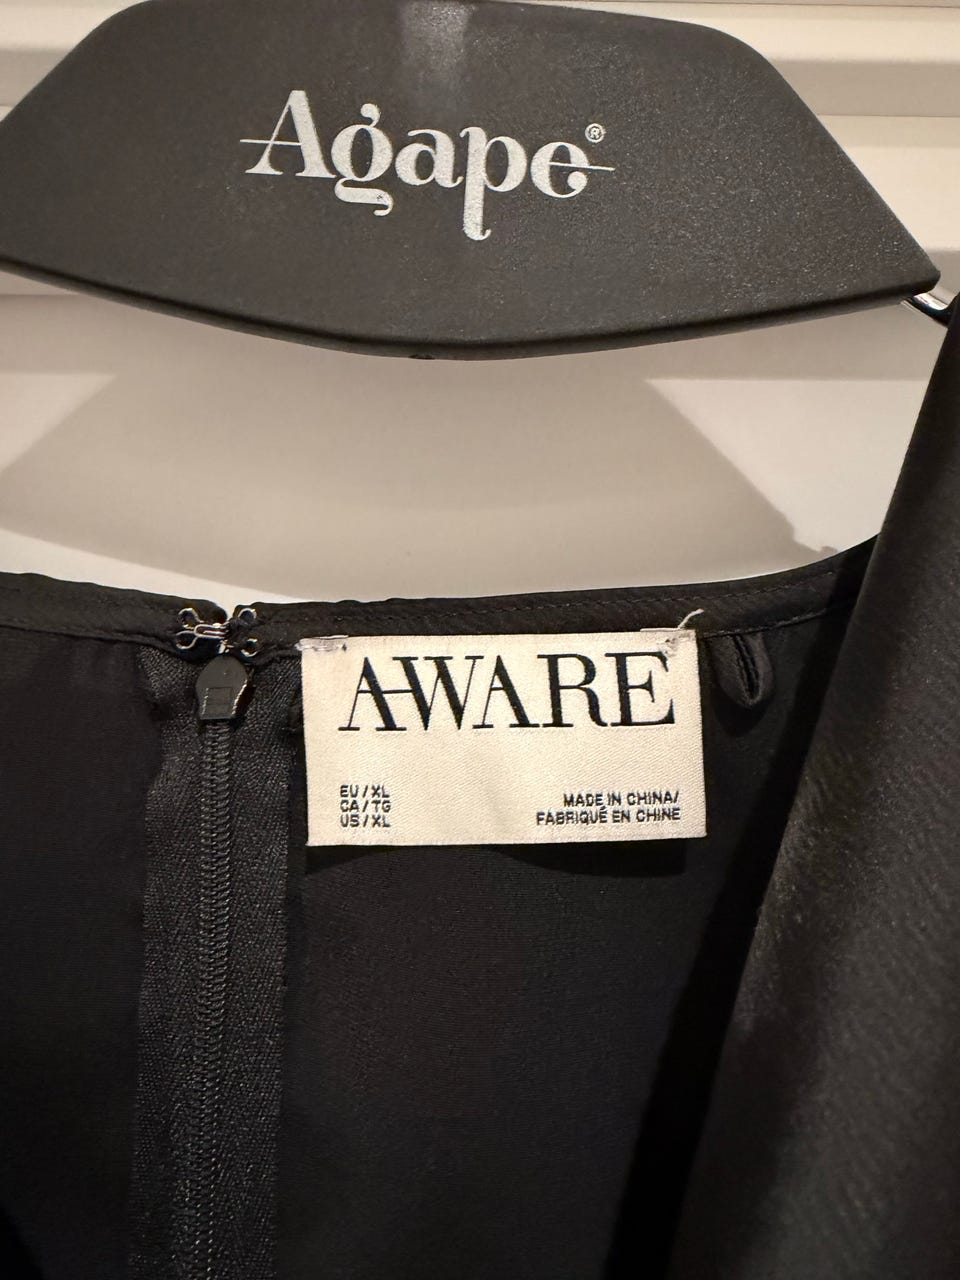 Agape®
AWARE
EU/XL
CA/TG
US/XL
MADE IN CHINA/
FABRIQUÉ EN CHINE